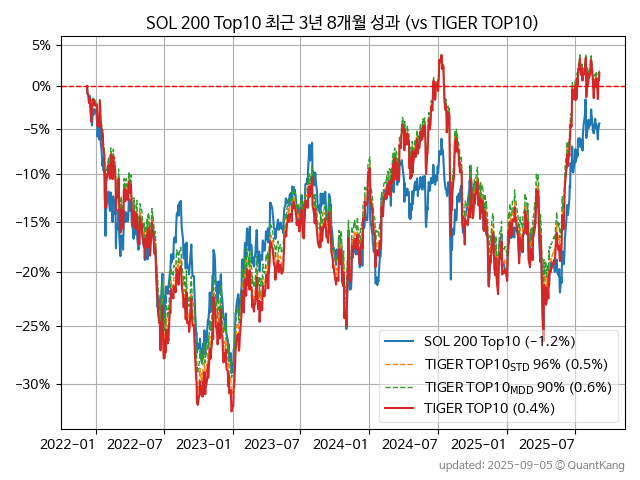 SOL 200 Top10 최근 3년 8개월 성과 (vs TIGER TOP10)
5%
0%
−5%
−10%
−15%
−20%
−25%
−30%
SOL 200 Top10 (−1.2%)
TIGER TOP10STD 96% (0.5%)
TIGER TOP10MDD 90% (0.6%)
TIGER TOP10 (0.4%)
2022−01 2022−07 2023−01 2023−07 2024−01 2024−07 2025−01 2025−07
updated: 2025−09−05 ⓒ QuantKang